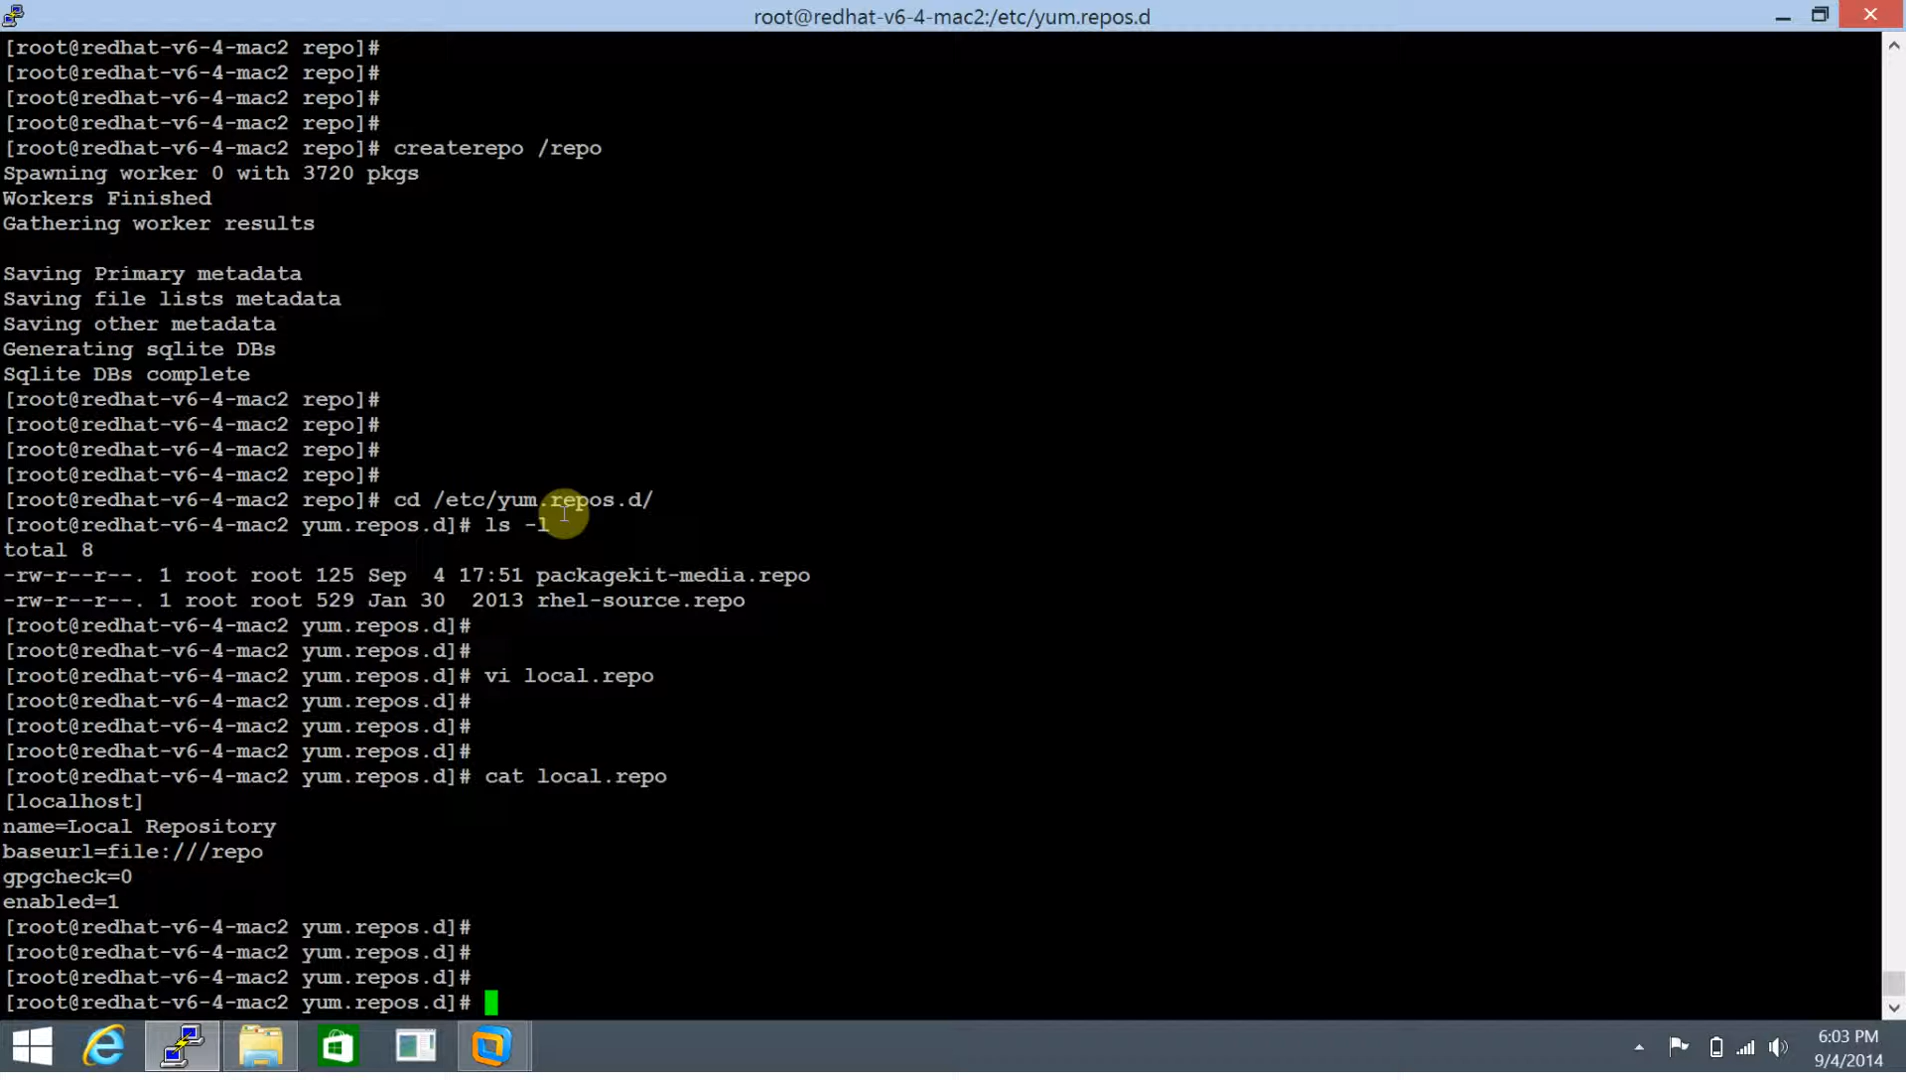 root@redhat-v6-4-mac2:/etc/yum.repos.d
[root@redhat-v6-4-mac2 repo]#
[root@redhat-v6-4-mac2 repo]#
[root@redhat-v6-4-mac2 repo]#
[root@redhat-v6-4-mac2 repo]#
[root@redhat-v6-4-mac2 repo]# createrepo /repo
Spawning worker 0 with 3720 pkgs
Workers Finished
Gathering worker results
Saving Primary metadata
Saving file lists metadata
Saving other metadata
Generating sqlite DBs
Sqlite DBs complete
[root@redhat-v6-4-mac2 repo]#
[root@redhat-v6-4-mac2 repo]#
[root@redhat-v6-4-mac2 repo]#
[root@redhat-v6-4-mac2 repo]#
[root@redhat-v6-4-mac2 repo]# cd /etc/yum.repos.d/
[root@redhat-v6-4-mac2 yum.repos.d]# ls -l
total 8
-rw-r--r--. 1 root root 125 Sep  4 17:51 packagekit-media.repo
-rw-r--r--. 1 root root 529 Jan 30  2013 rhel-source.repo
[root@redhat-v6-4-mac2 yum.repos.d]#
[root@redhat-v6-4-mac2 yum.repos.d]#
[root@redhat-v6-4-mac2 yum.repos.d]# vi local.repo
[root@redhat-v6-4-mac2 yum.repos.d]#
[root@redhat-v6-4-mac2 yum.repos.d]#
[root@redhat-v6-4-mac2 yum.repos.d]#
[root@redhat-v6-4-mac2 yum.repos.d]# cat local.repo
[localhost]
name=Local Repository
baseurl=file:///repo
gpgcheck=0
enabled=1
[root@redhat-v6-4-mac2 yum.repos.d]#
[root@redhat-v6-4-mac2 yum.repos.d]#
[root@redhat-v6-4-mac2 yum.repos.d]#
[root@redhat-v6-4-mac2 yum.repos.d]#
6:03 PM
9/4/2014